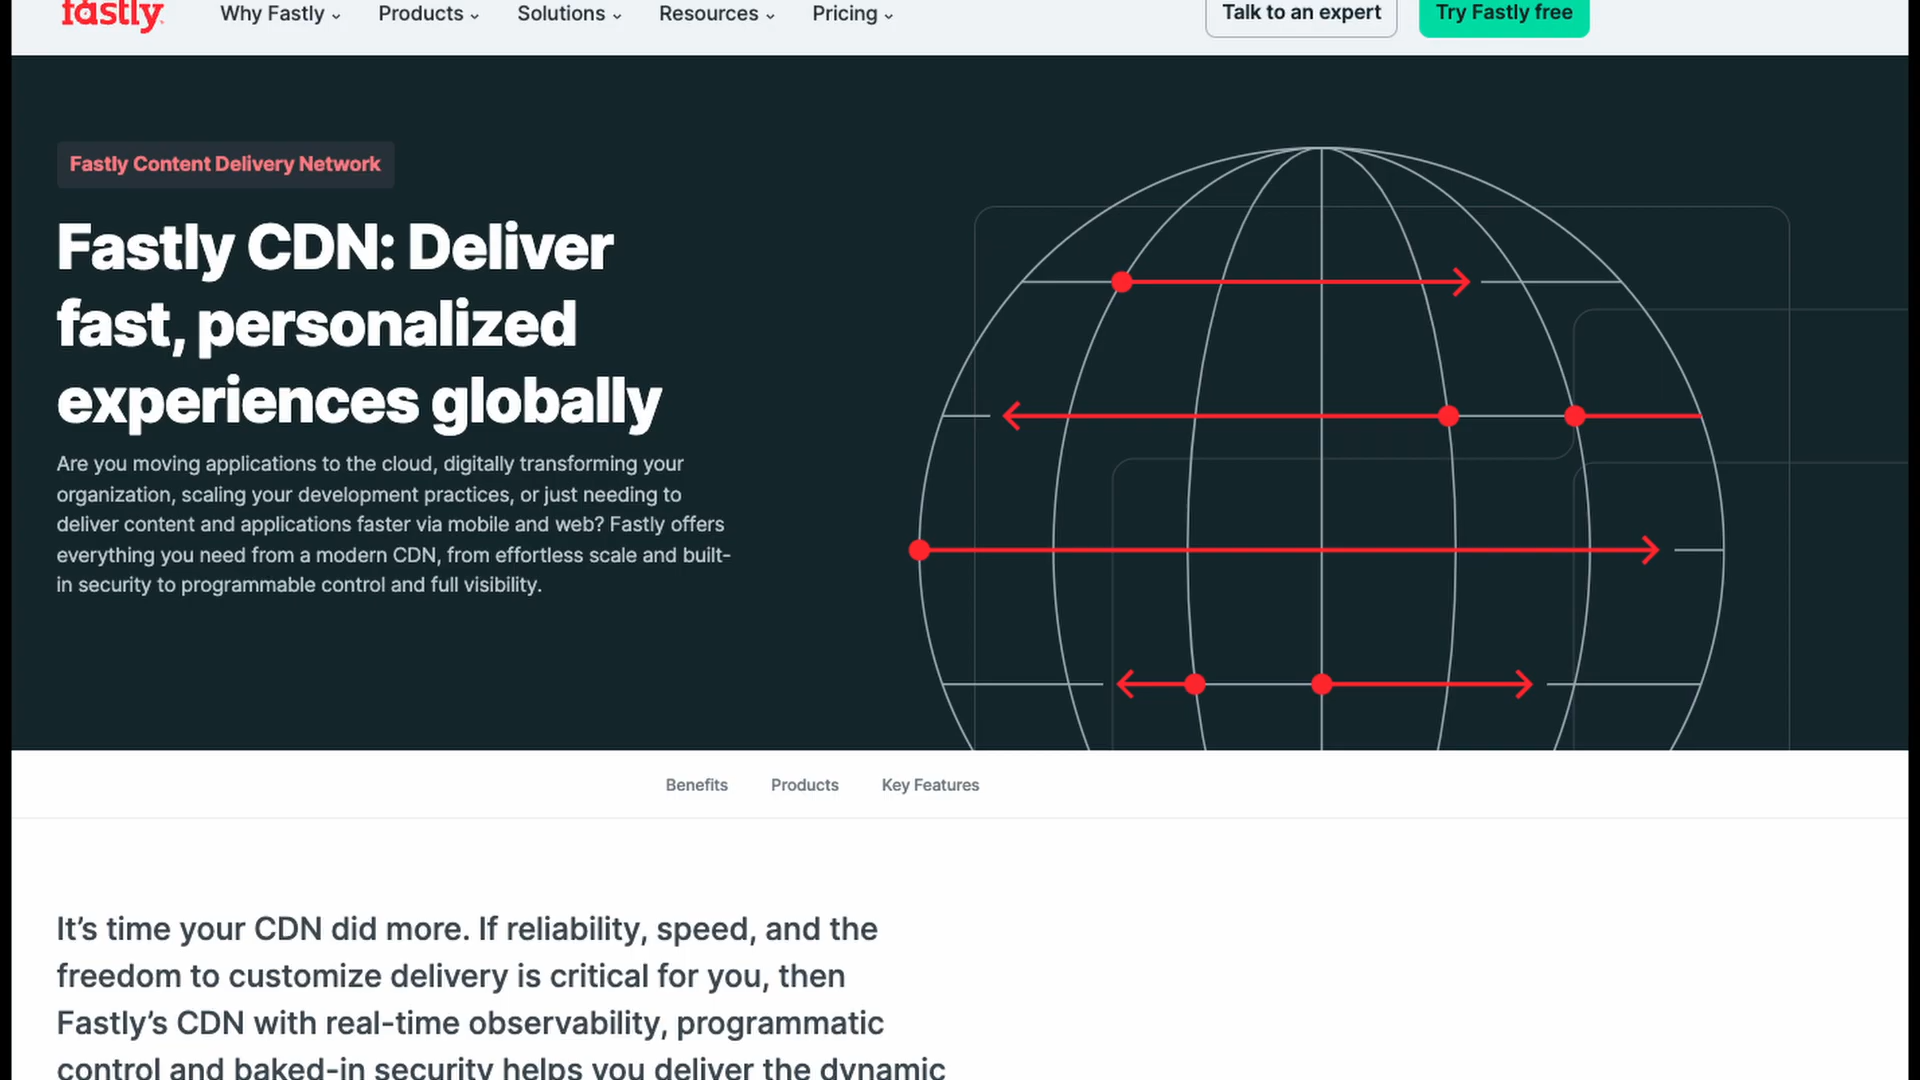 fastly
Why Fastly
Products
Solutions
Resources
Pricing
Talk to an expert
Try Fastly free
Fastly Content Delivery Network
Fastly CDN: Deliver
fast, personalized
experiences globally
Are you moving applications to the cloud, digitally transforming your
organization, scaling your development practices, or just needing to
deliver content and applications faster via mobile and web? Fastly offers
everything you need from a modern CDN, from effortless scale and built-
in security to programmable control and full visibility.
Benefits
Products
Key Features
It’s time your CDN did more. If reliability, speed, and the
freedom to customize delivery is critical for you, then
Fastly’s CDN with real-time observability, programmatic
control and baked-in security helps you deliver the dynamic